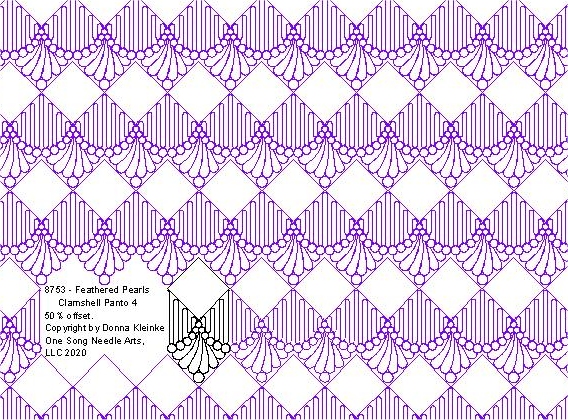 8753 - Feathered Pearls
Clamshell Panto 4
50 % offset.
Copyright by Donna Kleinke
One Song Needle Arts,
LLC 2020